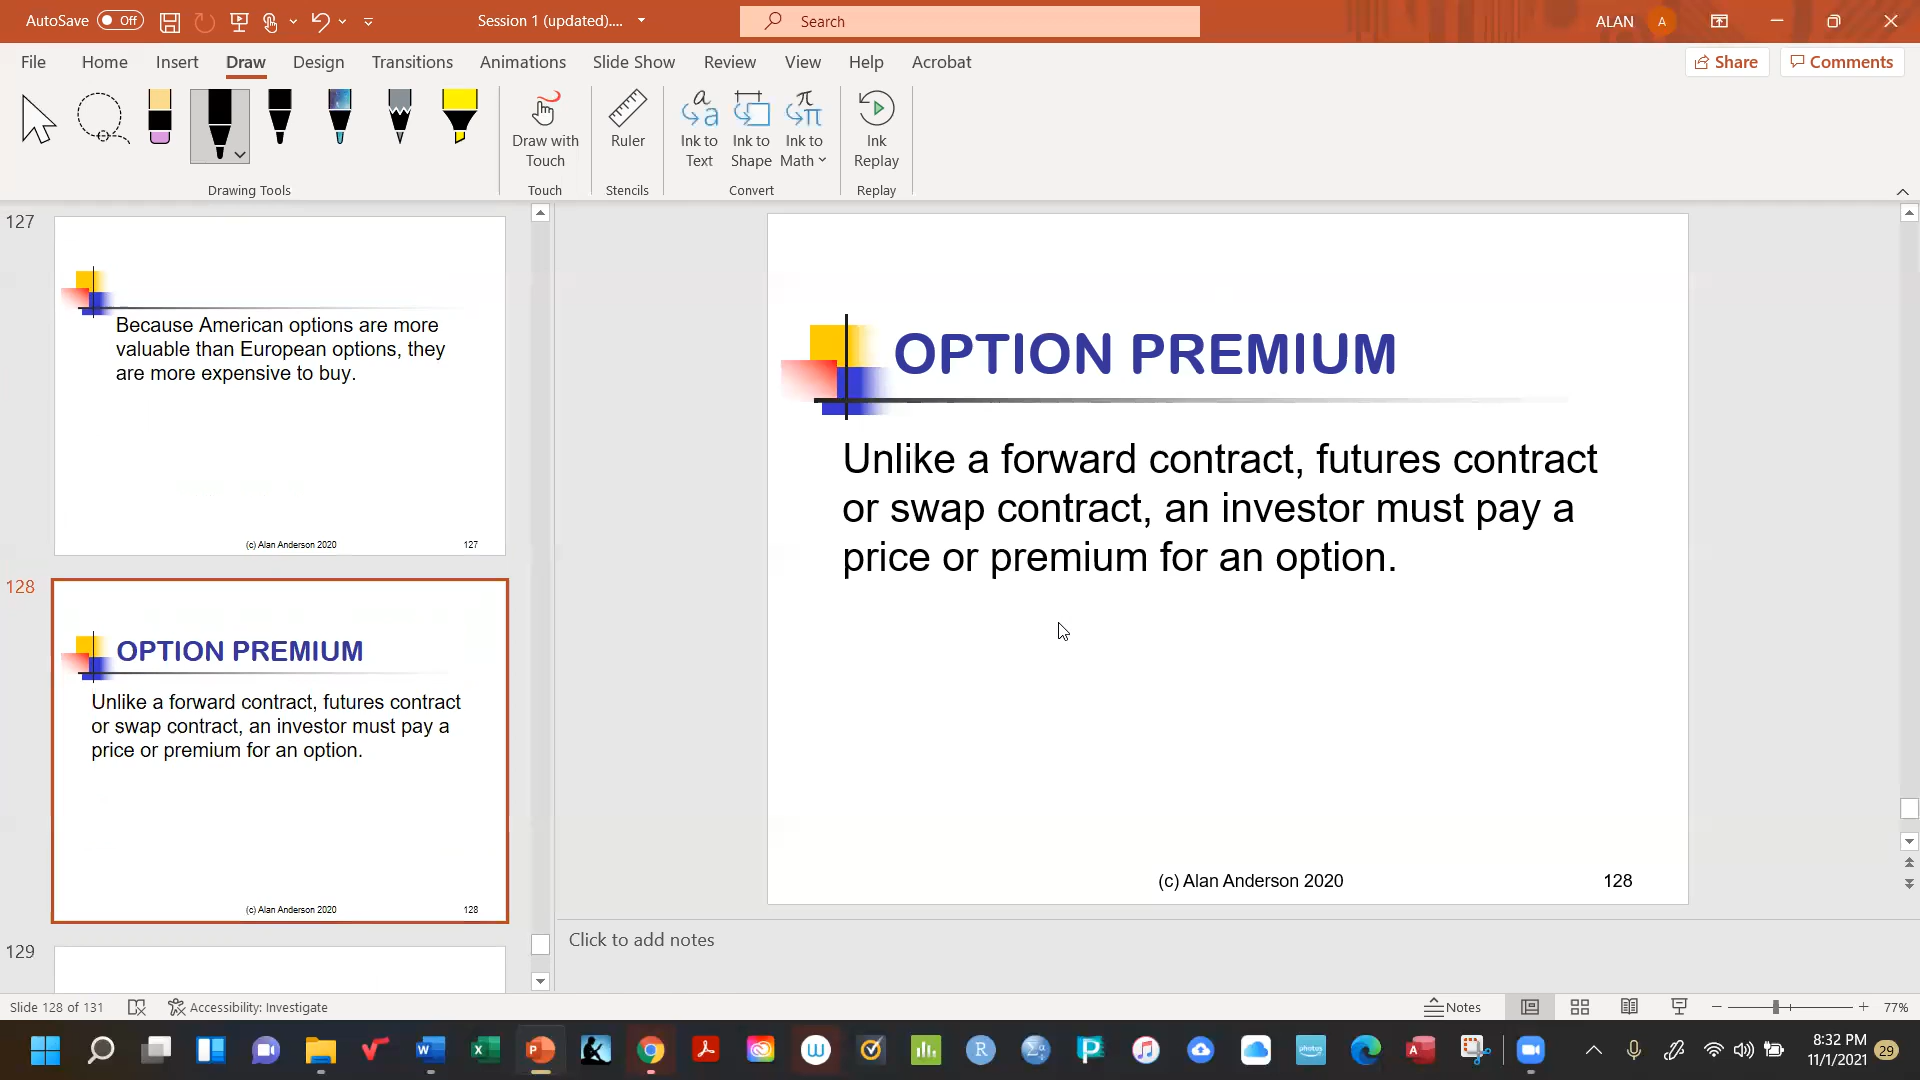 AutoSave Off Session 1 (updated).... Search ALAN A
File Home Insert Draw Design Transitions Animations Slide Show Review View Help Acrobat Share Comments
Draw with Touch
Ruler
Ink to Text
Ink to Shape
Ink to Math
Ink Replay
Drawing Tools Touch Stencils Convert Replay
127
Because American options are more
valuable than European options, they
are more expensive to buy.
(c) Alan Anderson 2020 127
128
OPTION PREMIUM
Unlike a forward contract, futures contract
or swap contract, an investor must pay a
price or premium for an option.
(c) Alan Anderson 2020 128
129
OPTION PREMIUM
Unlike a forward contract, futures contract
or swap contract, an investor must pay a
price or premium for an option.
(c) Alan Anderson 2020 128
Click to add notes
Slide 128 of 131 Accessibility: Investigate Notes 77%
8:32 PM
11/1/2021 29